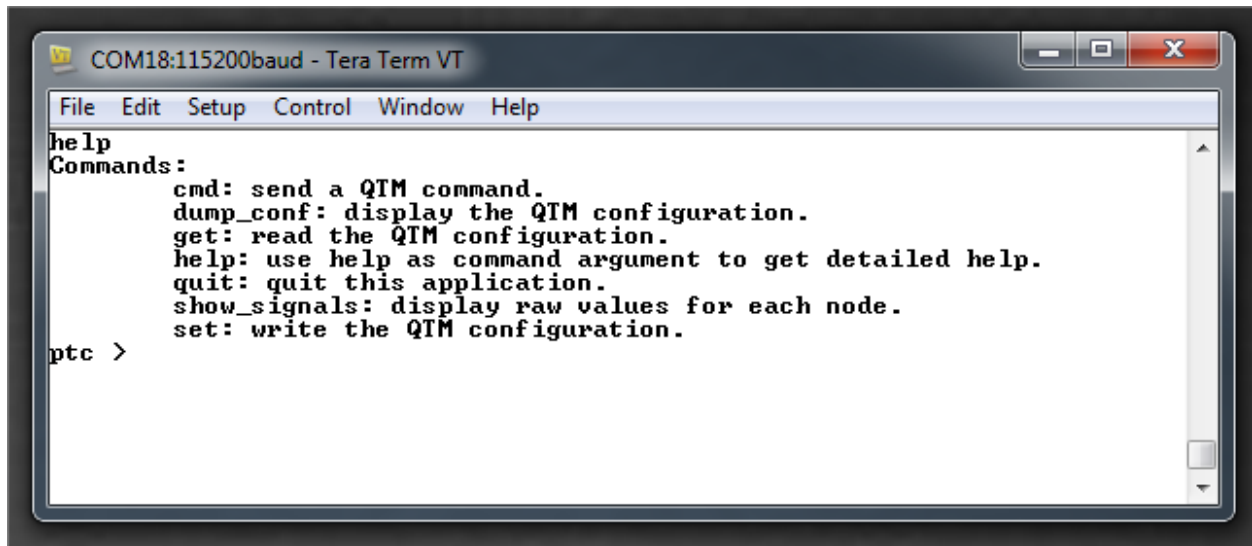 COM18:115200baud - Tera Term VT
File Edit Setup Control Window Help
help
Commands:
cmd: send a QTM command.
dump_conf: display the QTM configuration.
get: read the QTM configuration.
help: use help as command argument to get detailed help.
quit: quit this application.
show_signals: display raw values for each node.
set: write the QTM configuration.
ptc >